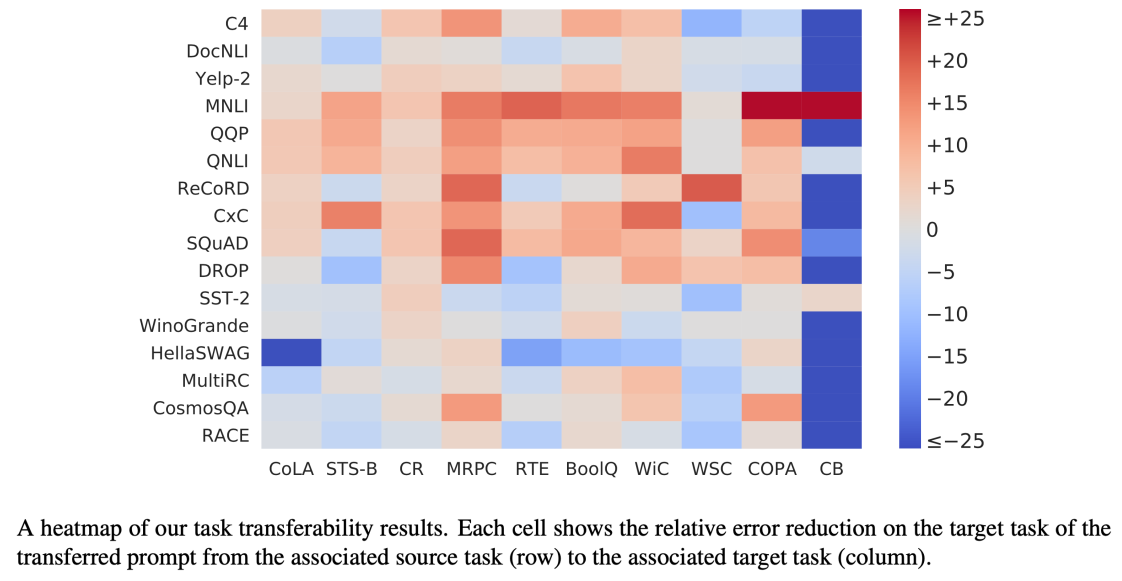 C4
DocNLI
Yelp-2
MNLI
QQP
QNLI
ReCoRD
CxC
SQuAD
DROP
SST-2
WinoGrande
HellaSWAG
MultiRC
CosmosQA
RACE
CoLA STS-B CR MRPC RTE BoolQ WiC WSC COPA CB
≥+25
+20
+15
+10
+5
0
−5
−10
−15
−20
≤−25
A heatmap of our task transferability results. Each cell shows the relative error reduction on the target task of the
transferred prompt from the associated source task (row) to the associated target task (column).